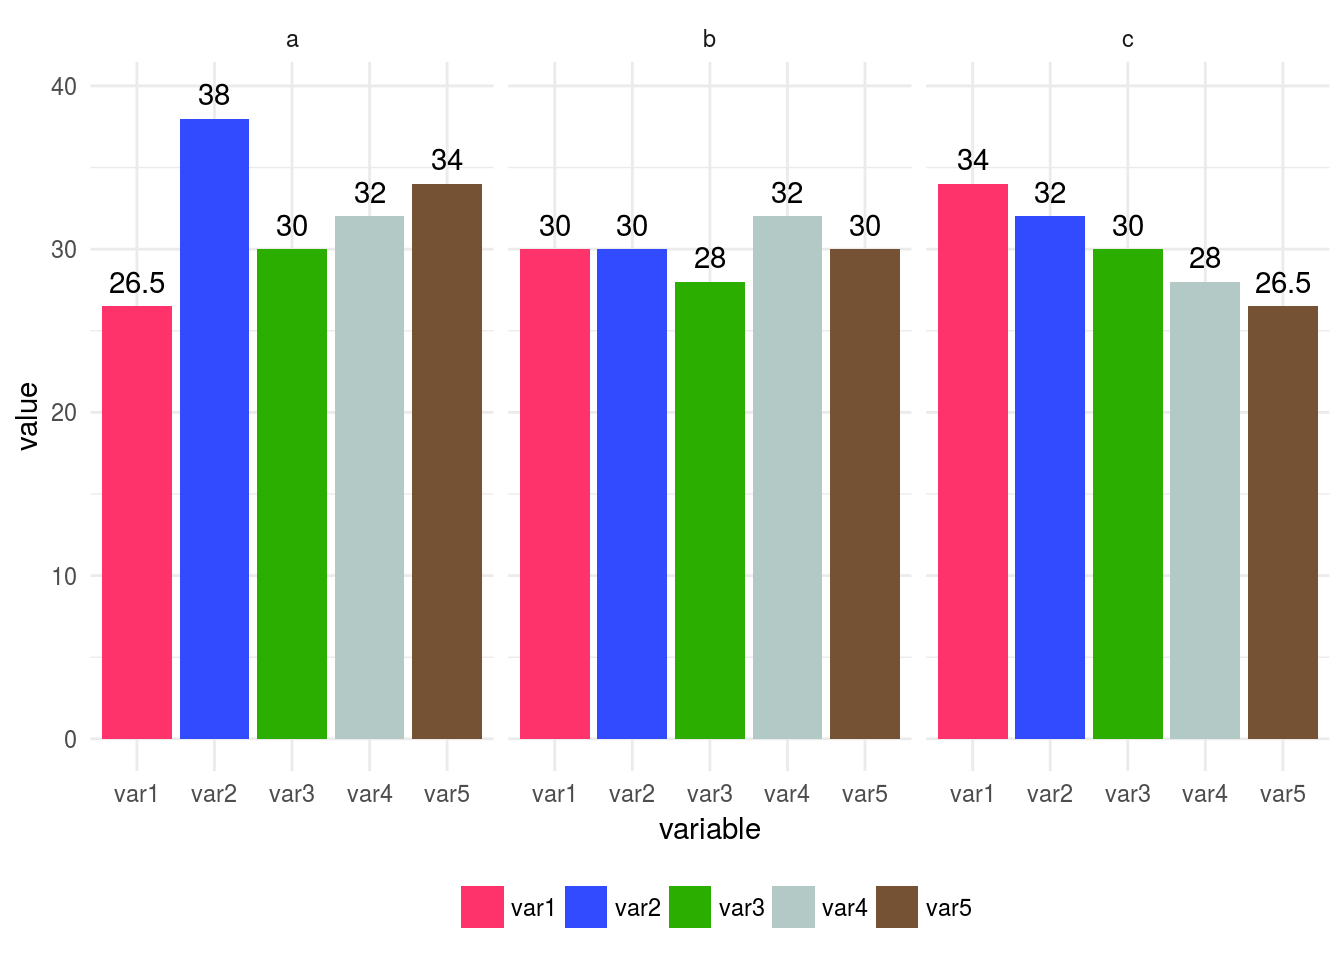 a b c
40
38
34 34
32 32 32
30 30 30 30 30 30
28 28
26.5 26.5
20
10
0
value
var1 var2 var3 var4 var5 var1 var2 var3 var4 var5 var1 var2 var3 var4 var5
variable
var1 var2 var3 var4 var5